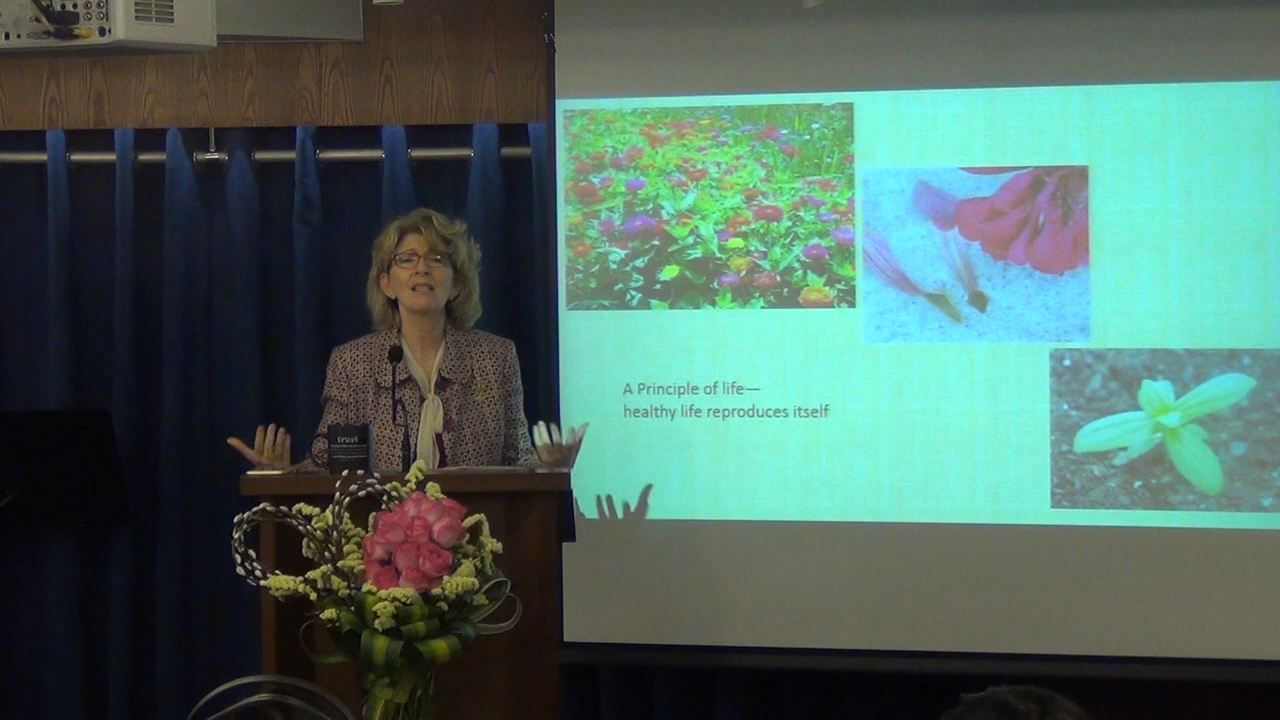 trust
A Principle of life—
healthy life reproduces itself